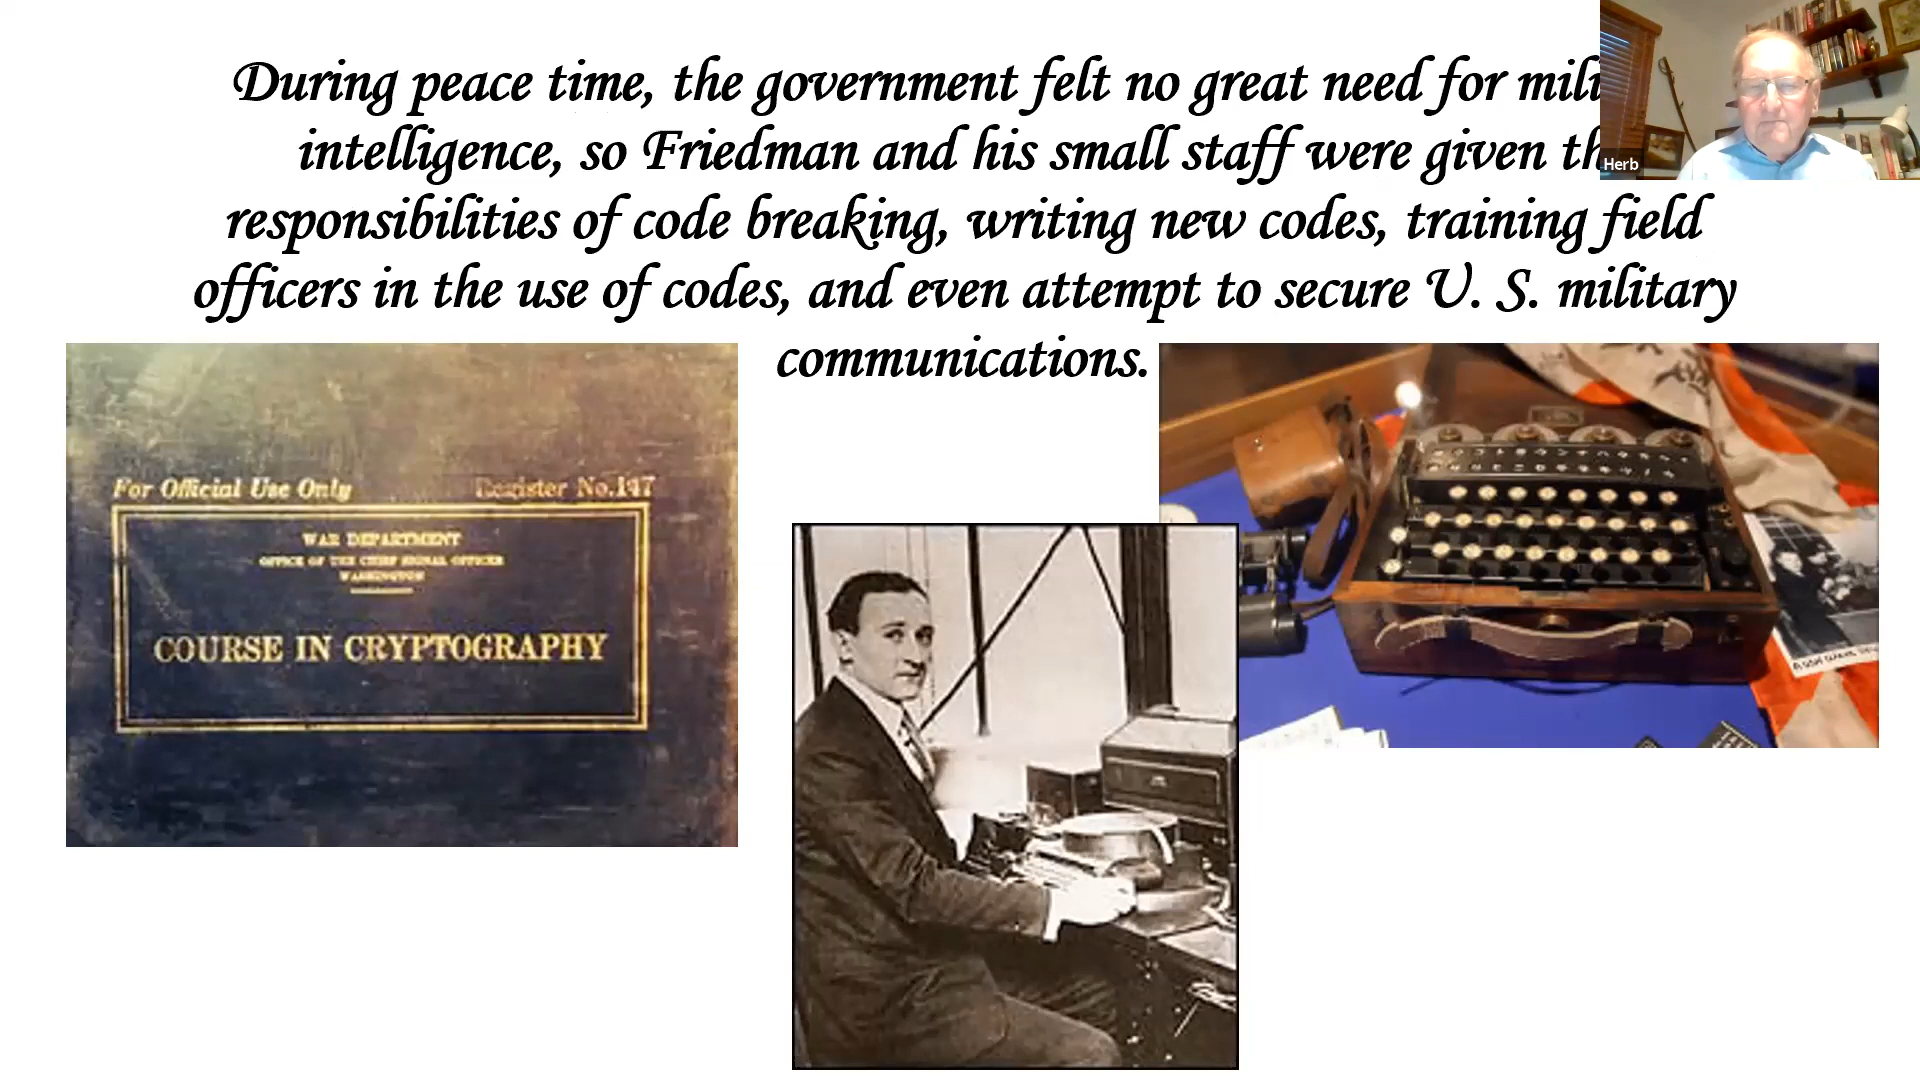 During peace time, the government felt no great need for mili
intelligence, so Friedman and his small staff were given th
responsibilities of code breaking, writing new codes, training field
officers in the use of codes, and even attempt to secure U. S. military
communications.
Herb
For Official Use Only
Register No.147
WAR DEPARTMENT
OFFICE OF THE CHIEF SIGNAL OFFICER
WASHINGTON
COURSE IN CRYPTOGRAPHY